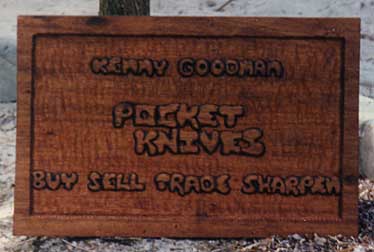 KENNY GOODMAN
POCKET
KNIVES
BUY SELL TRADE SHARPEN